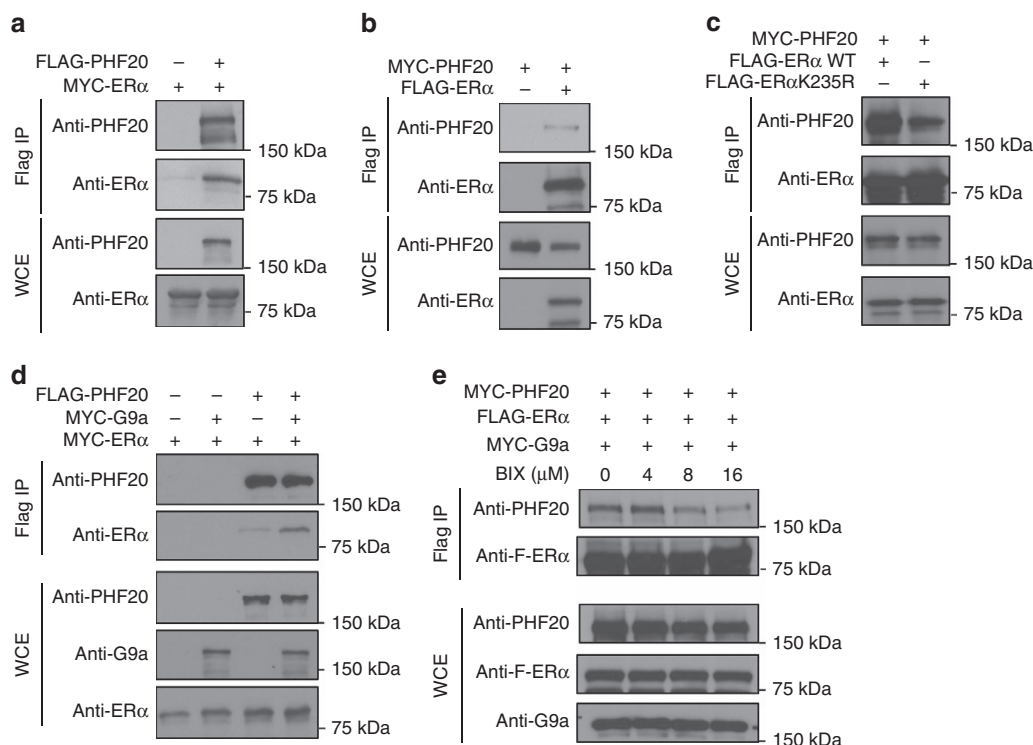 a
FLAG-PHF20 – +
MYC-ERα + +
Flag IP
Anti-PHF20
150 kDa
Anti-ERα
75 kDa
WCE
Anti-PHF20
150 kDa
Anti-ERα
75 kDa
b
MYC-PHF20 + +
FLAG-ERα – +
Flag IP
Anti-PHF20
150 kDa
Anti-ERα
75 kDa
WCE
Anti-PHF20
150 kDa
Anti-ERα
75 kDa
c
MYC-PHF20 + +
FLAG-ERα WT + –
FLAG-ERαK235R – +
Flag IP
Anti-PHF20
150 kDa
Anti-ERα
75 kDa
WCE
Anti-PHF20
150 kDa
Anti-ERα
75 kDa
d
FLAG-PHF20 – – + +
MYC-G9a – + – +
MYC-ERα + + + +
Flag IP
Anti-PHF20
150 kDa
Anti-ERα
75 kDa
WCE
Anti-PHF20
150 kDa
Anti-G9a
150 kDa
Anti-ERα
75 kDa
e
MYC-PHF20 + + + +
FLAG-ERα + + + +
MYC-G9a + + + +
BIX (μM) 0 4 8 16
Flag IP
Anti-PHF20
150 kDa
Anti-F-ERα
75 kDa
WCE
Anti-PHF20
150 kDa
Anti-F-ERα
75 kDa
Anti-G9a
150 kDa